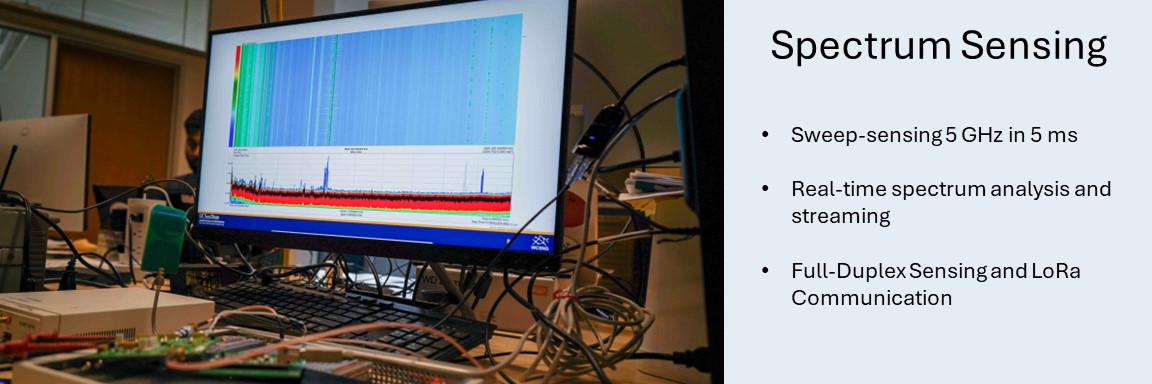 Spectrum Sensing
• Sweep-sensing 5 GHz in 5 ms
• Real-time spectrum analysis and
streaming
• Full-Duplex Sensing and LoRa
Communication
WCSNG